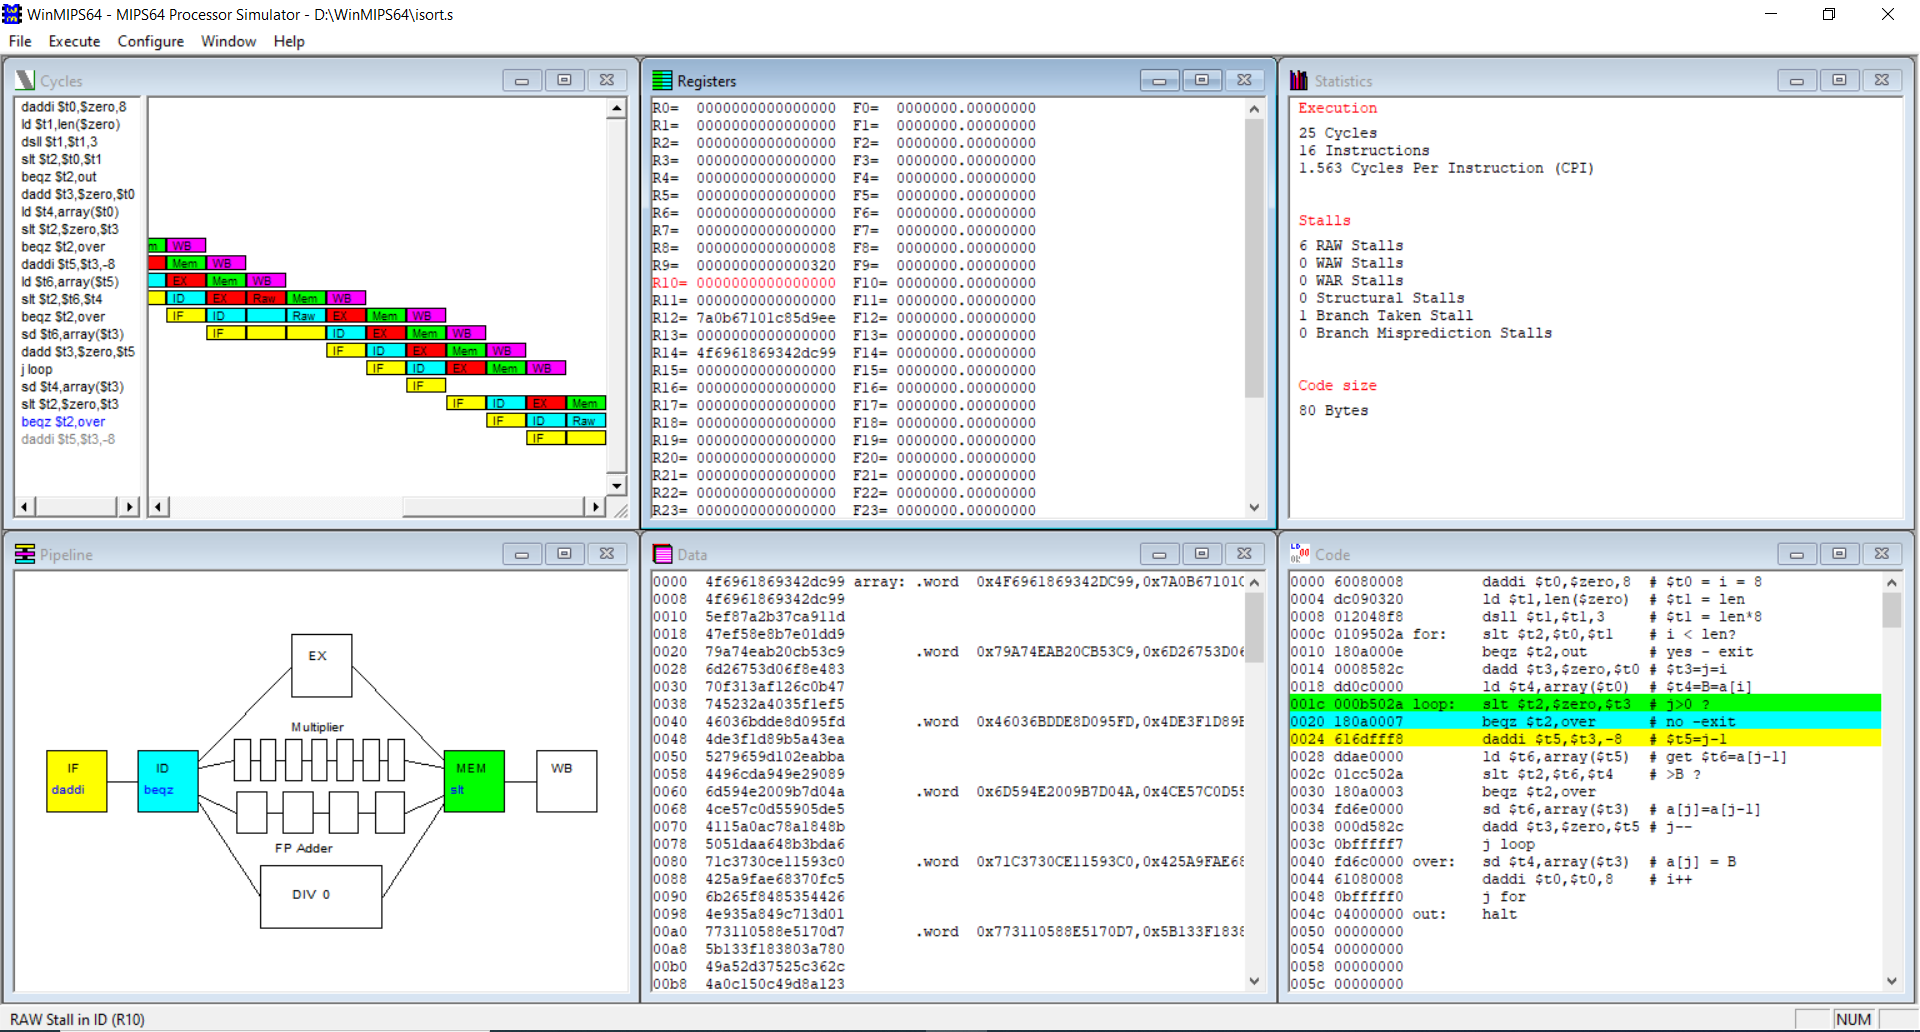 WinMIPS64 - MIPS64 Processor Simulator - D:\WinMIPS64\isort.s
File Execute Configure Window Help
Cycles
daddi $t0,$zero,8
ld $t1,len($zero)
dsll $t1,$t1,3
slt $t2,$t0,$t1
beqz $t2,out
dadd $t3,$zero,$t0
ld $t4,array($t0)
slt $t2,$zero,$t3
beqz $t2,over
daddi $t5,$t3,-8
ld $t6,array($t5)
slt $t2,$t6,$t4
beqz $t2,over
sd $t6,array($t3)
dadd $t3,$zero,$t5
j loop
sd $t4,array($t3)
slt $t2,$zero,$t3
beqz $t2,over
daddi $t5,$t3,-8
m WB
Mem WB
EX Mem WB
ID EX Raw Mem WB
IF ID Raw EX Mem WB
IF ID EX Mem WB
IF ID EX Mem WB
IF ID EX Mem WB
IF
IF ID EX Mem
IF ID Raw
IF
Registers
R0= 0000000000000000 F0= 0000000.00000000
R1= 0000000000000000 F1= 0000000.00000000
R2= 0000000000000000 F2= 0000000.00000000
R3= 0000000000000000 F3= 0000000.00000000
R4= 0000000000000000 F4= 0000000.00000000
R5= 0000000000000000 F5= 0000000.00000000
R6= 0000000000000000 F6= 0000000.00000000
R7= 0000000000000000 F7= 0000000.00000000
R8= 0000000000000008 F8= 0000000.00000000
R9= 0000000000000320 F9= 0000000.00000000
R10= 0000000000000000 F10= 0000000.00000000
R11= 0000000000000000 F11= 0000000.00000000
R12= 7a0b67101c85d9ee F12= 0000000.00000000
R13= 0000000000000000 F13= 0000000.00000000
R14= 4f6961869342dc99 F14= 0000000.00000000
R15= 0000000000000000 F15= 0000000.00000000
R16= 0000000000000000 F16= 0000000.00000000
R17= 0000000000000000 F17= 0000000.00000000
R18= 0000000000000000 F18= 0000000.00000000
R19= 0000000000000000 F19= 0000000.00000000
R20= 0000000000000000 F20= 0000000.00000000
R21= 0000000000000000 F21= 0000000.00000000
R22= 0000000000000000 F22= 0000000.00000000
R23= 0000000000000000 F23= 0000000.00000000
Statistics
Execution
25 Cycles
16 Instructions
1.563 Cycles Per Instruction (CPI)
Stalls
6 RAW Stalls
0 WAW Stalls
0 WAR Stalls
0 Structural Stalls
1 Branch Taken Stall
0 Branch Misprediction Stalls
Code size
80 Bytes
Pipeline
EX
Multiplier
IF
daddi
ID
beqz
MEM
slt
WB
FP Adder
DIV 0
Data
0000 4f6961869342dc99 array: .word 0x4F6961869342DC99,0x7A0B67101C
0008 4f6961869342dc99
0010 5ef87a2b37ca911d
0018 47ef58e8b7e01dd9
0020 79a74eab20cb53c9 .word 0x79A74EAB20CB53C9,0x6D26753D06
0028 6d26753d06f8e483
0030 70f313af126c0b47
0038 745232a4035f1ef5
0040 46036bdde8d095fd .word 0x46036BDDE8D095FD,0x4DE3F1D89B
0048 4de3f1d89b5a43ea
0050 5279659d102eabba
0058 4496cda949e29089
0060 6d594e2009b7d04a .word 0x6D594E2009B7D04A,0x4CE57C0D55
0068 4ce57c0d55905de5
0070 4115a0ac78a1848b
0078 5051daa648b3bda6
0080 71c3730ce11593c0 .word 0x71C3730CE11593C0,0x425A9FAE68
0088 425a9fae68370fc5
0090 6b265f8485354426
0098 4e935a849c713d01
00a0 773110588e5170d7 .word 0x773110588E5170D7,0x5B133F1838
00a8 5b133f183803a780
00b0 49a52d37525c362c
00b8 4a0c150c49d8a123
Code
0000 60080008 daddi $t0,$zero,8 # $t0 = i = 8
0004 dc090320 ld $t1,len($zero) # $t1 = len
0008 012048f8 dsll $t1,$t1,3 # $t1 = len*8
000c 0109502a for: slt $t2,$t0,$t1 # i < len?
0010 180a000e beqz $t2,out # yes - exit
0014 0008582c dadd $t3,$zero,$t0 # $t3=j=i
0018 dd0c0000 ld $t4,array($t0) # $t4=B=a[i]
001c 000b502a loop: slt $t2,$zero,$t3 # j>0 ?
0020 180a0007 beqz $t2,over # no -exit
0024 616dfff8 daddi $t5,$t3,-8 # $t5=j-1
0028 ddae0000 ld $t6,array($t5) # get $t6=a[j-1]
002c 01cc502a slt $t2,$t6,$t4 # >B ?
0030 180a0003 beqz $t2,over
0034 fd6e0000 sd $t6,array($t3) # a[j]=a[j-1]
0038 000d582c dadd $t3,$zero,$t5 # j--
003c 0bfffff7 j loop
0040 fd6c0000 over: sd $t4,array($t3) # a[j] = B
0044 61080008 daddi $t0,$t0,8 # i++
0048 0bfffff0 j for
004c 04000000 out: halt
0050 00000000
0054 00000000
0058 00000000
005c 00000000
RAW Stall in ID (R10)
NUM